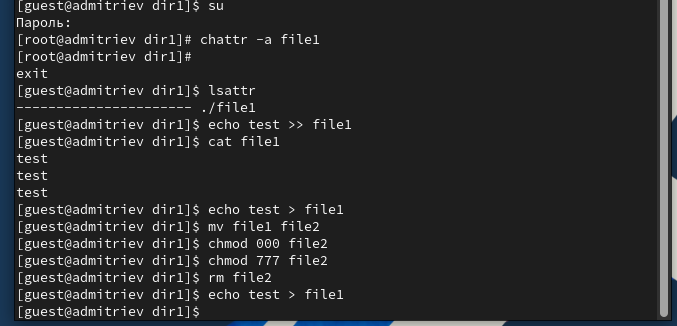 [guest@admitriev dir1]$ su
Пароль:
[root@admitriev dir1]# chattr -a file1
[root@admitriev dir1]#
exit
[guest@admitriev dir1]$ lsattr
---------------------- ./file1
[guest@admitriev dir1]$ echo test >> file1
[guest@admitriev dir1]$ cat file1
test
test
test
[guest@admitriev dir1]$ echo test > file1
[guest@admitriev dir1]$ mv file1 file2
[guest@admitriev dir1]$ chmod 000 file2
[guest@admitriev dir1]$ chmod 777 file2
[guest@admitriev dir1]$ rm file2
[guest@admitriev dir1]$ echo test > file1
[guest@admitriev dir1]$